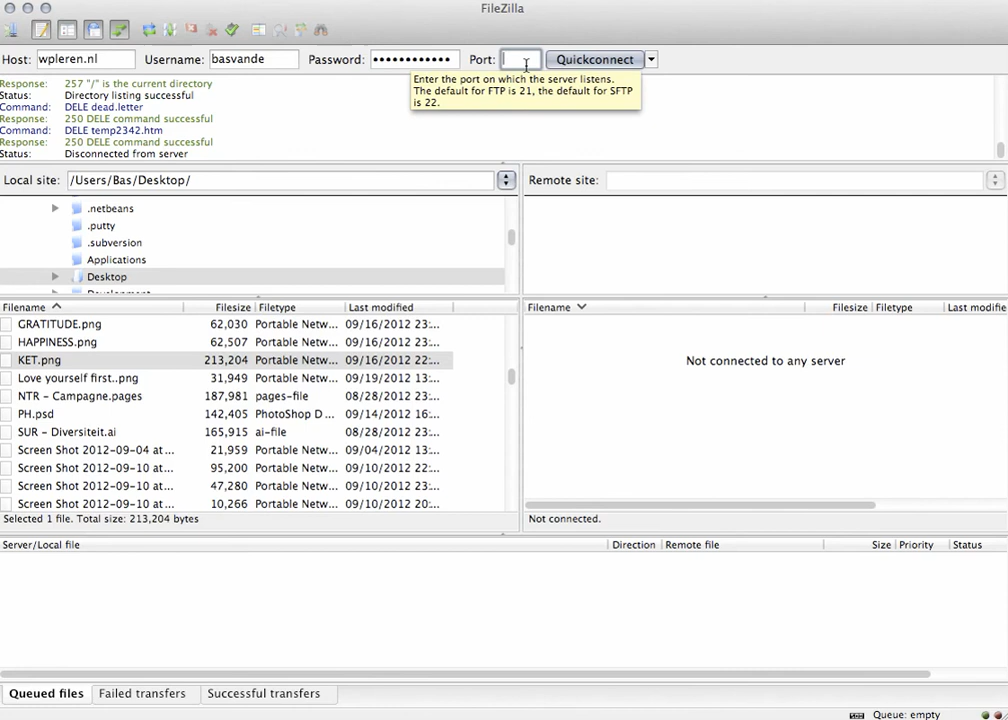 FileZilla
Host: wpleren.nl Username: basvande Password: •••••••••••• Port: Quickconnect
Enter the port on which the server listens.
The default for FTP is 21, the default for SFTP
is 22.
Response: 257 "/" is the current directory
Status: Directory listing successful
Command: DELE dead.letter
Response: 250 DELE command successful
Command: DELE temp2342.htm
Response: 250 DELE command successful
Status: Disconnected from server
Local site: /Users/Bas/Desktop/
Remote site:
.netbeans
.putty
.subversion
Applications
Desktop
Filename Filesize Filetype Last modified
GRATITUDE.png 62,030 Portable Netw... 09/16/2012 23:...
HAPPINESS.png 62,507 Portable Netw... 09/16/2012 23:...
KET.png 213,204 Portable Netw... 09/16/2012 22:...
Love yourself first..png 31,949 Portable Netw... 09/19/2012 13:...
NTR - Campagne.pages 187,981 pages-file 08/28/2012 23:...
PH.psd 142,405 PhotoShop D... 09/14/2012 16:...
SUR - Diversiteit.ai 165,915 ai-file 08/28/2012 23:...
Screen Shot 2012-09-04 at... 21,959 Portable Netw... 09/04/2012 13:...
Screen Shot 2012-09-10 at... 95,200 Portable Netw... 09/10/2012 22:...
Screen Shot 2012-09-10 at... 47,280 Portable Netw... 09/10/2012 23:...
Screen Shot 2012-09-10 at... 10,266 Portable Netw... 09/10/2012 20:...
Selected 1 file. Total size: 213,204 bytes
Filename Filesize Filetype Last modifie
Not connected to any server
Not connected.
Server/Local file Direction Remote file Size Priority Status
Queued files Failed transfers Successful transfers
Queue: empty